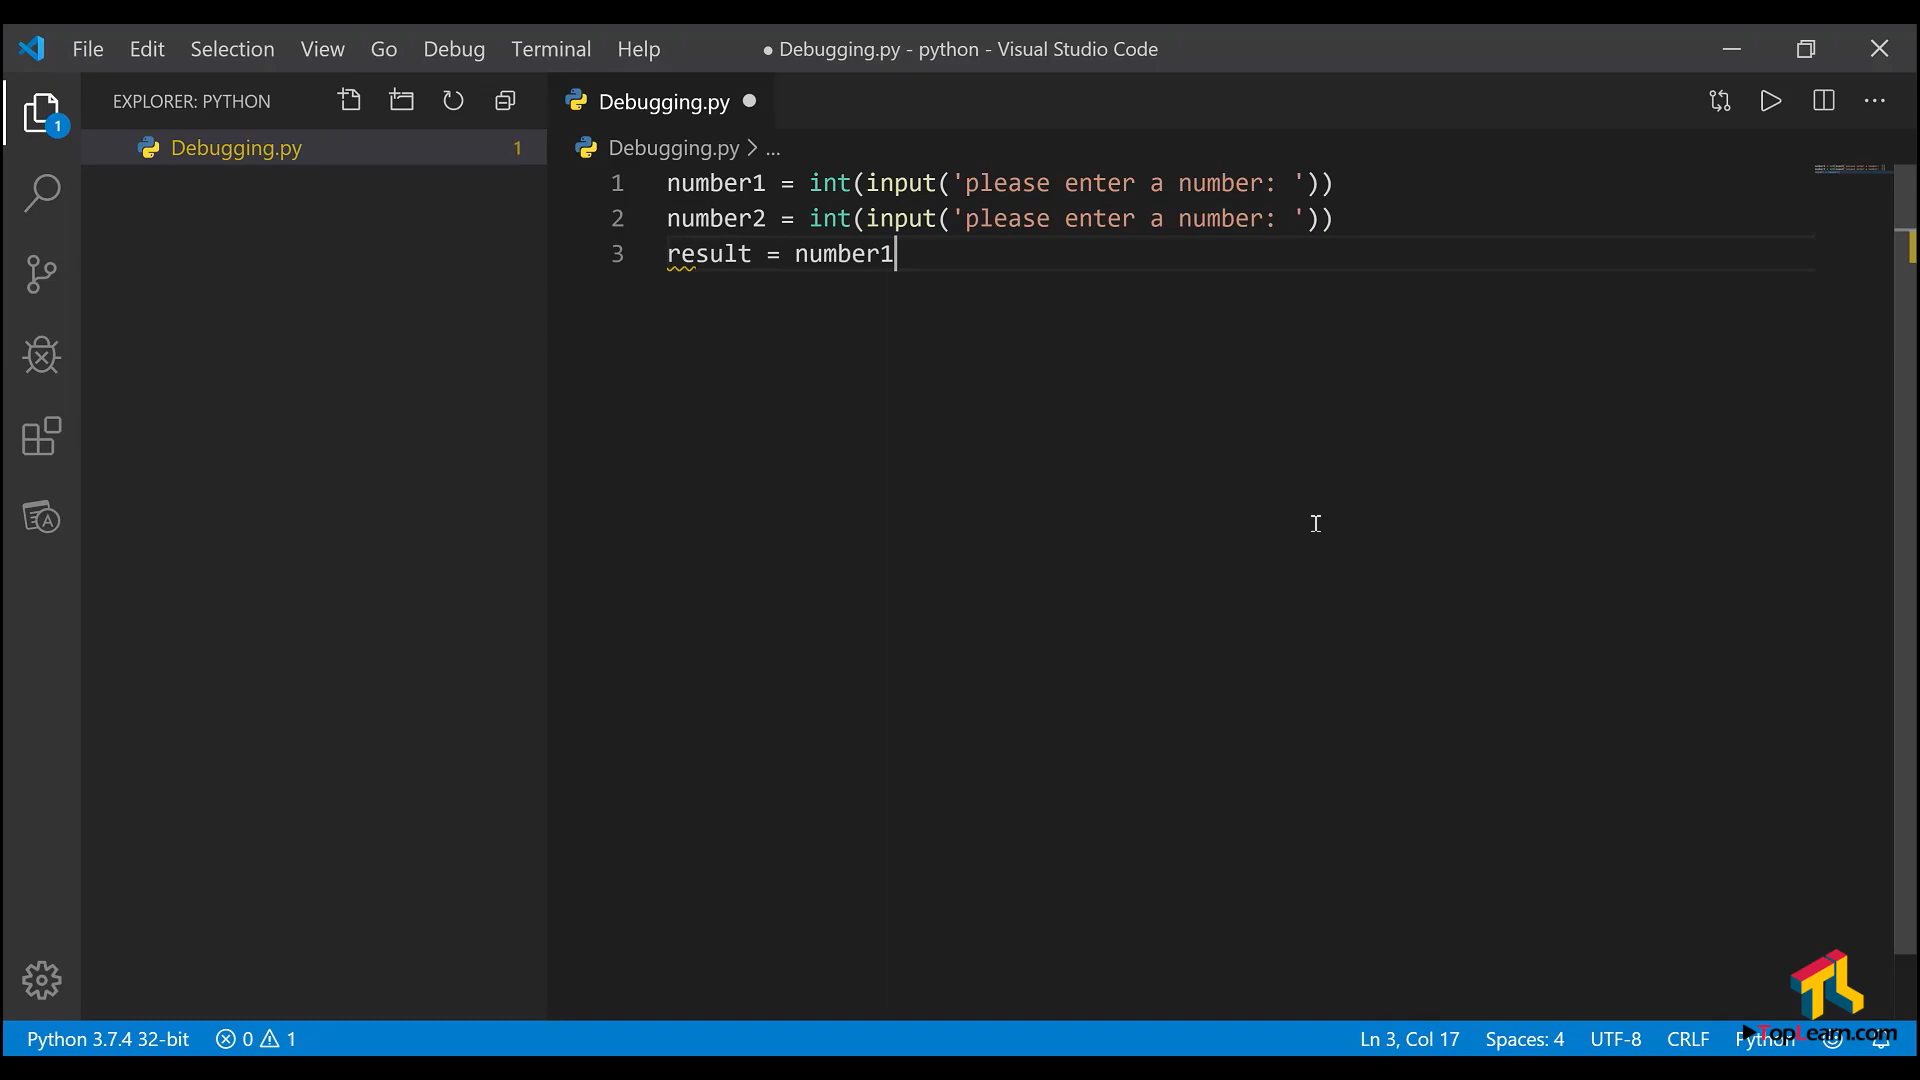 File Edit Selection View Go Debug Terminal Help ● Debugging.py - python - Visual Studio Code
EXPLORER: PYTHON
Debugging.py
Debugging.py 1
Debugging.py > ...
1 number1 = int(input('please enter a number: '))
2 number2 = int(input('please enter a number: '))
3 result = number1
1
Python 3.7.4 32-bit 0 1
Ln 3, Col 17 Spaces: 4 UTF-8 CRLF Python
TopLearn.com